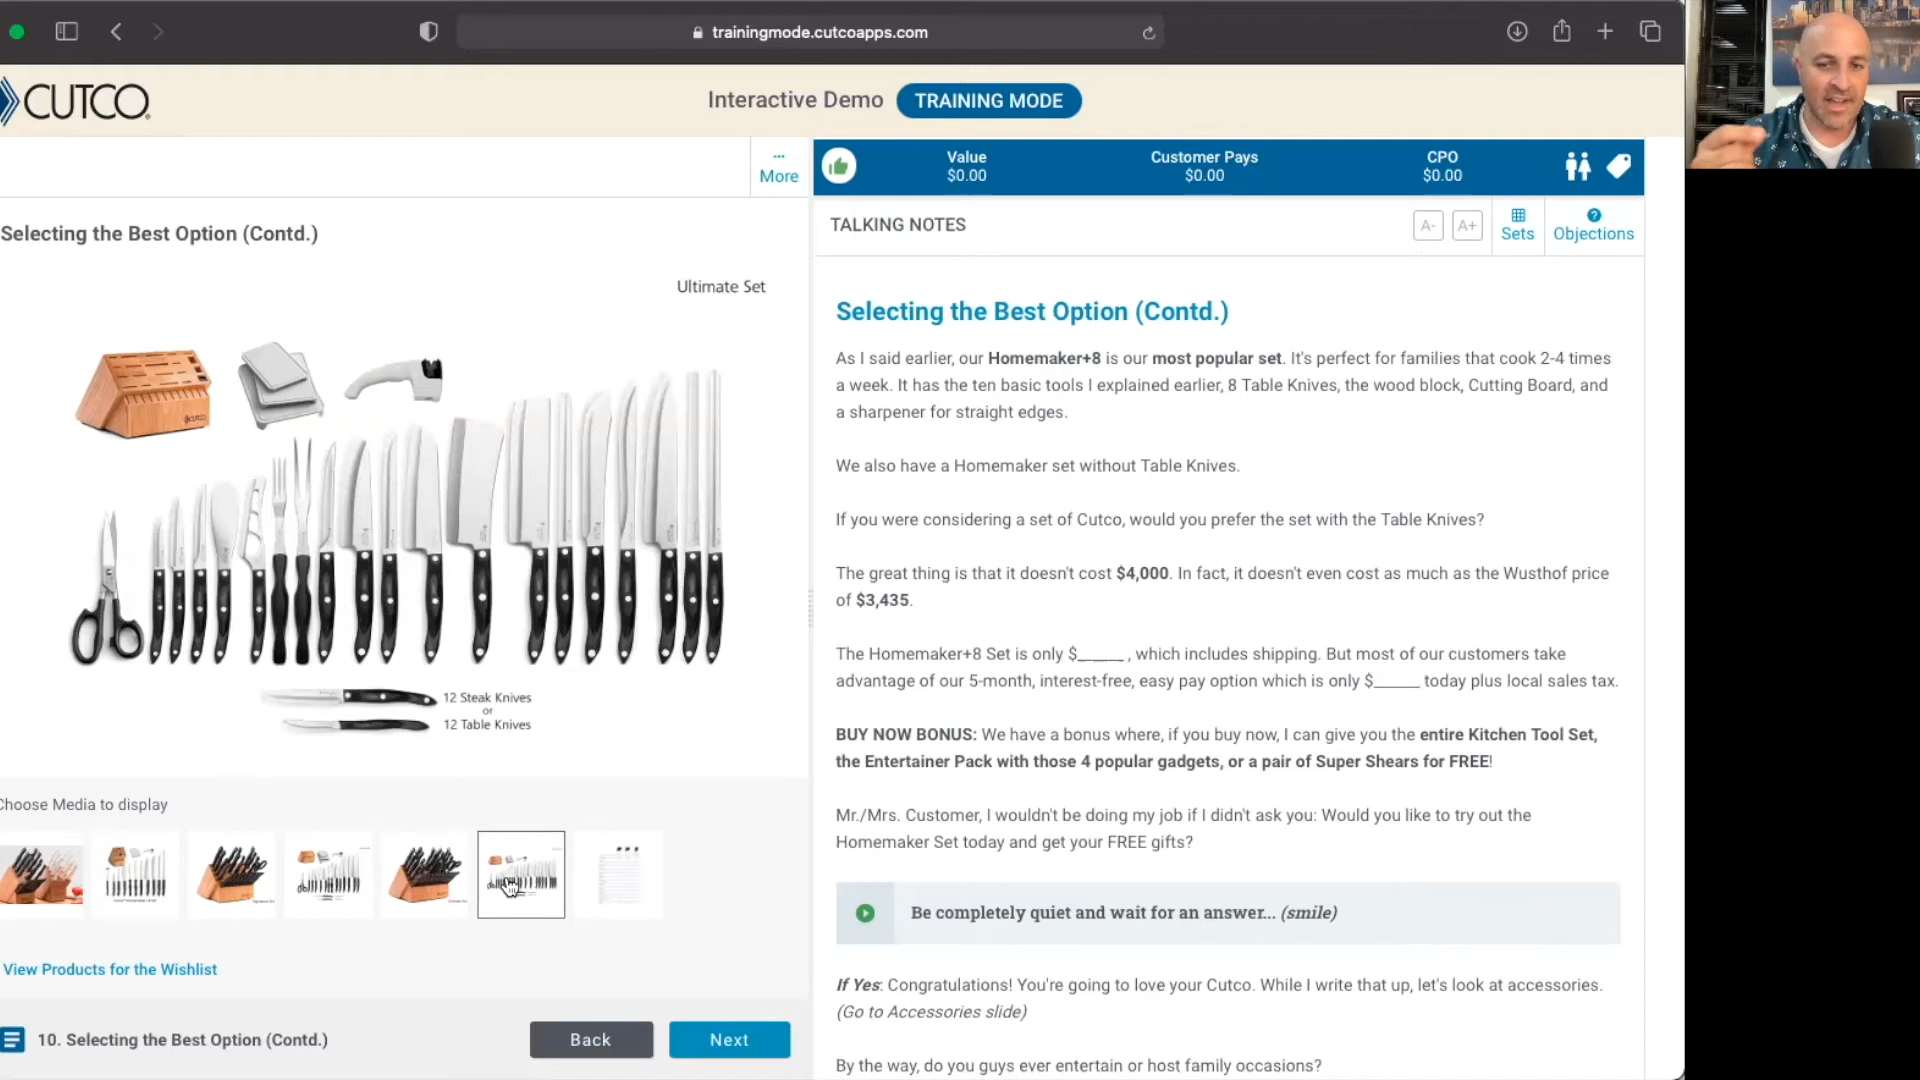 trainingmode.cutcoapps.com
CUTCO
Interactive Demo TRAINING MODE
More
Value
$0.00
Customer Pays
$0.00
CPO
$0.00
Selecting the Best Option (Contd.)
Ultimate Set
CUTCO
12 Steak Knives
or
12 Table Knives
Choose Media to display
View Products for the Wishlist
10. Selecting the Best Option (Contd.)
Back
Next
TALKING NOTES
A-
A+
Sets
Objections
Selecting the Best Option (Contd.)
As I said earlier, our Homemaker+8 is our most popular set. It's perfect for families that cook 2-4 times
a week. It has the ten basic tools I explained earlier, 8 Table Knives, the wood block, Cutting Board, and
a sharpener for straight edges.
We also have a Homemaker set without Table Knives.
If you were considering a set of Cutco, would you prefer the set with the Table Knives?
The great thing is that it doesn't cost $4,000. In fact, it doesn't even cost as much as the Wusthof price
of $3,435.
The Homemaker+8 Set is only $_____ , which includes shipping. But most of our customers take
advantage of our 5-month, interest-free, easy pay option which is only $_____ today plus local sales tax.
BUY NOW BONUS: We have a bonus where, if you buy now, I can give you the entire Kitchen Tool Set,
the Entertainer Pack with those 4 popular gadgets, or a pair of Super Shears for FREE!
Mr./Mrs. Customer, I wouldn't be doing my job if I didn't ask you: Would you like to try out the
Homemaker Set today and get your FREE gifts?
Be completely quiet and wait for an answer... (smile)
If Yes: Congratulations! You're going to love your Cutco. While I write that up, let's look at accessories.
(Go to Accessories slide)
By the way, do you guys ever entertain or host family occasions?